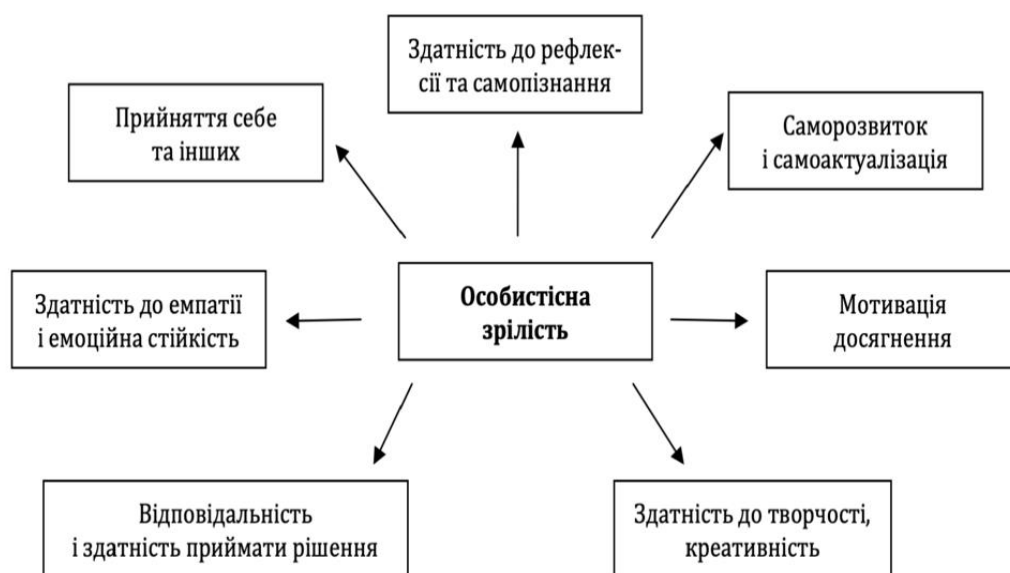 Здатність до рефлек-
сії та самопізнання
Прийняття себе
та інших
Саморозвиток
і самоактуалізація
Здатність до емпатії
і емоційна стійкість
Особистісна
зрілість
Мотивація
досягнення
Відповідальність
і здатність приймати рішення
Здатність до творчості,
креативність